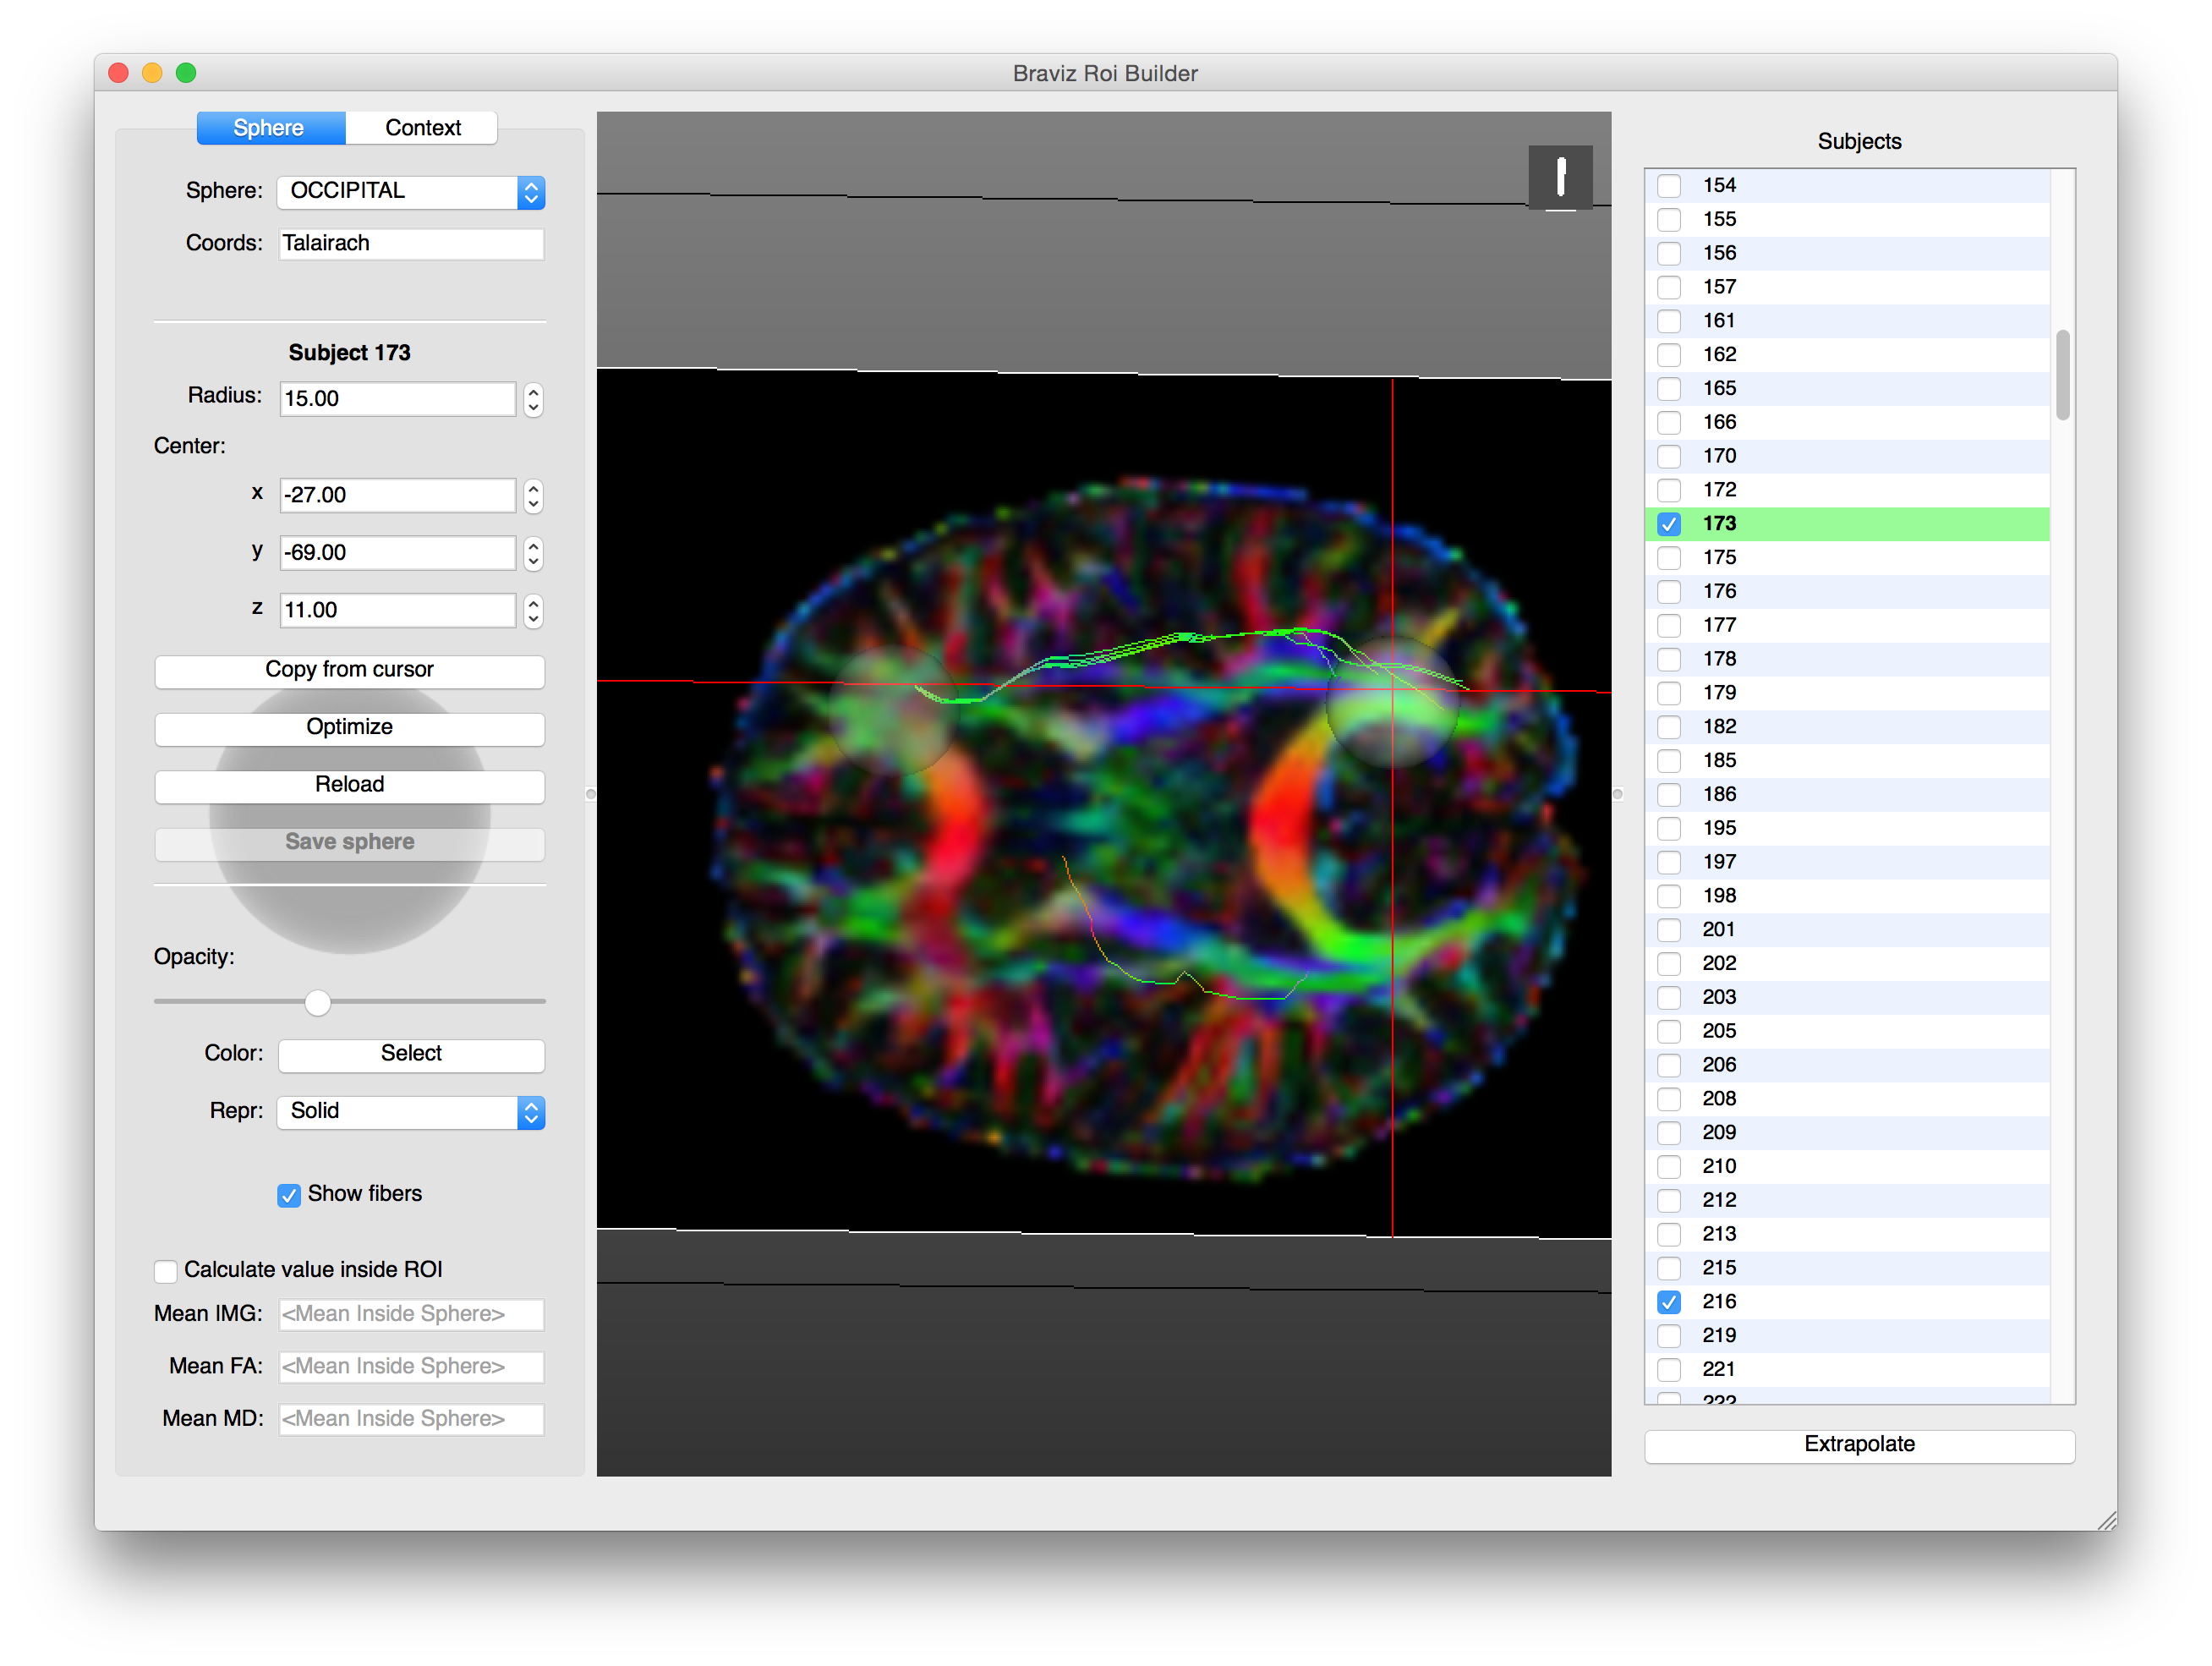 Braviz Roi Builder
Sphere Context
Sphere: OCCIPITAL
Coords: Talairach
Subject 173
Radius: 15.00
Center:
x -27.00
y -69.00
z 11.00
Copy from cursor
Optimize
Reload
Save sphere
Opacity:
Color: Select
Repr: Solid
Show fibers
Calculate value inside ROI
Mean IMG: <Mean Inside Sphere>
Mean FA: <Mean Inside Sphere>
Mean MD: <Mean Inside Sphere>
Subjects
154
155
156
157
161
162
165
166
170
172
173
175
176
177
178
179
182
185
186
195
197
198
201
202
203
205
206
208
209
210
212
213
215
216
219
221
222
Extrapolate